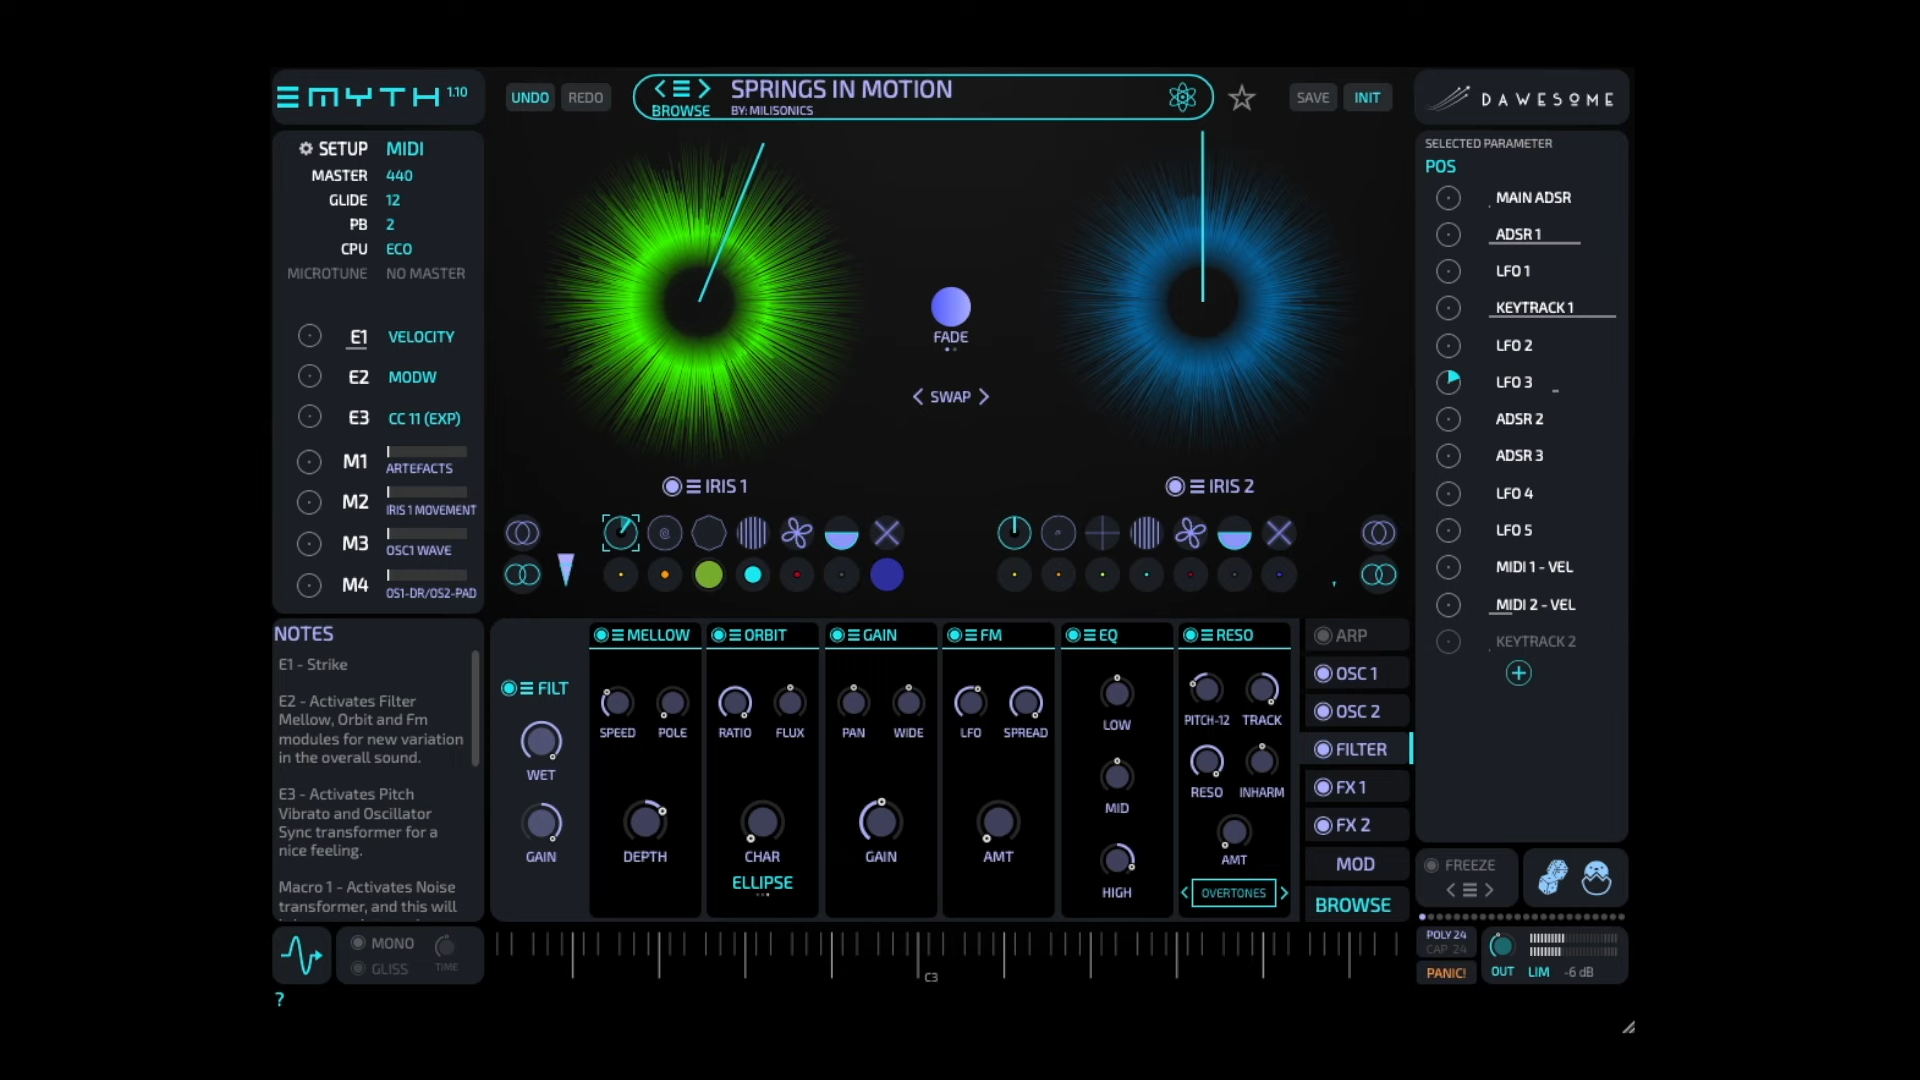 MYTH 1.10
UNDO REDO
BROWSE
SPRINGS IN MOTION
BY: MILISONICS
SAVE INIT
DAWESOME
SETUP MIDI
MASTER 440
GLIDE 12
PB 2
CPU ECO
MICROTUNE NO MASTER
E1 VELOCITY
E2 MODW
E3 CC 11 (EXP)
M1 ARTEFACTS
M2 IRIS 1 MOVEMENT
M3 OSC1 WAVE
M4 OS1-DR/OS2-PAD
FADE
< SWAP >
IRIS 1
IRIS 2
SELECTED PARAMETER
POS
MAIN ADSR
ADSR 1
LFO 1
KEYTRACK 1
LFO 2
LFO 3
ADSR 2
ADSR 3
LFO 4
LFO 5
MIDI 1 - VEL
MIDI 2 - VEL
KEYTRACK 2
NOTES
E1 - Strike
E2 - Activates Filter
Mellow, Orbit and Fm
modules for new variation
in the overall sound.
E3 - Activates Pitch
Vibrato and Oscillator
Sync transformer for a
nice feeling.
Macro 1 - Activates Noise
transformer, and this will
FILT
WET
GAIN
MELLOW
SPEED POLE
DEPTH
ORBIT
RATIO FLUX
CHAR
ELLIPSE
GAIN
PAN WIDE
GAIN
FM
LFO SPREAD
AMT
EQ
LOW
MID
HIGH
RESO
PITCH-12 TRACK
RESO INHARM
AMT
OVERTONES
ARP
OSC 1
OSC 2
FILTER
FX 1
FX 2
MOD
BROWSE
FREEZE
MONO
GLISS
TIME
C3
POLY 24
CAP 24
PANIC!
OUT LIM -6 dB
?